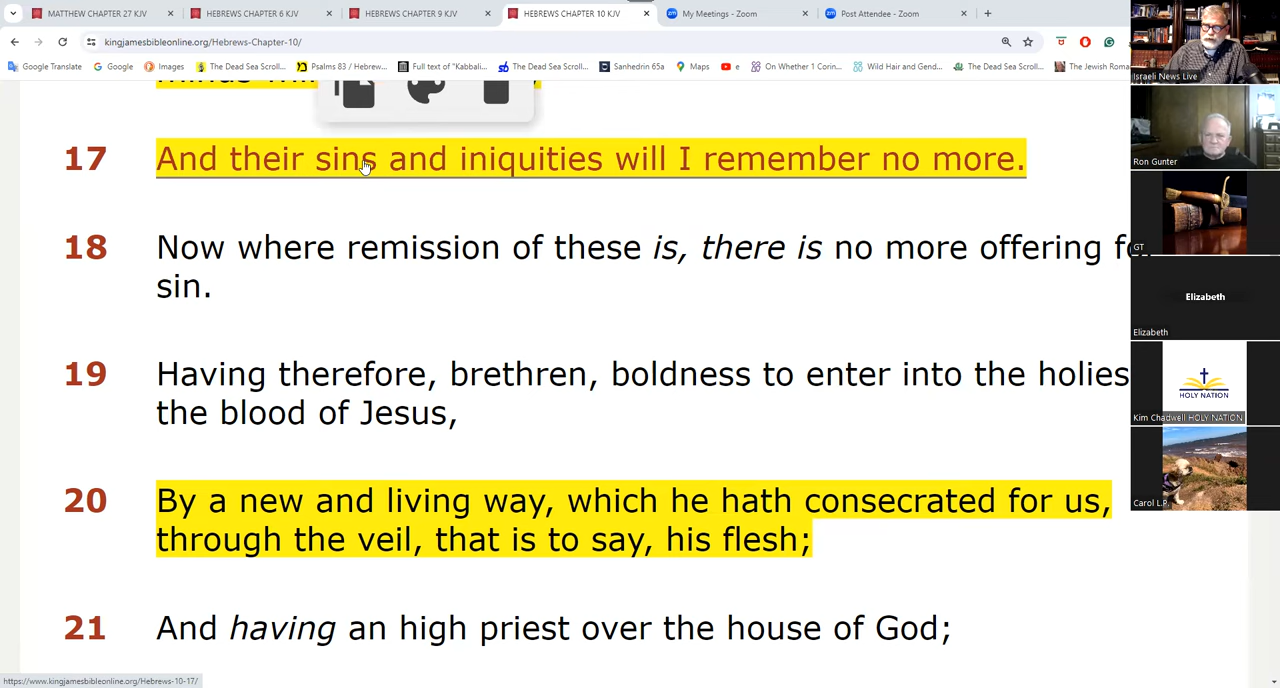 MATTHEW CHAPTER 27 KJV
HEBREWS CHAPTER 6 KJV
HEBREWS CHAPTER 9 KJV
HEBREWS CHAPTER 10 KJV
My Meetings - Zoom
Post Attendee - Zoom
kingjamesbibleonline.org/Hebrews-Chapter-10/
Google Translate
Google
Images
The Dead Sea Scroll...
Psalms 83 / Hebrew...
Full text of "Kabbali...
The Dead Sea Scroll...
Sanhedrin 65a
Maps
e
On Whether 1 Corin...
Wild Hair and Gend...
The Dead Sea Scrol...
The Jewish Roma
Israeli News Live
Ron Gunter
GT
Elizabeth
Elizabeth
HOLY NATION
Kim Chadwell HOLY NATION
Carol L.P.
17 And their sins and iniquities will I remember no more.
18 Now where remission of these is, there is no more offering
sin.
19 Having therefore, brethren, boldness to enter into the holies
the blood of Jesus,
20 By a new and living way, which he hath consecrated for us,
through the veil, that is to say, his flesh;
21 And having an high priest over the house of God;
https://www.kingjamesbibleonline.org/Hebrews-10-17/